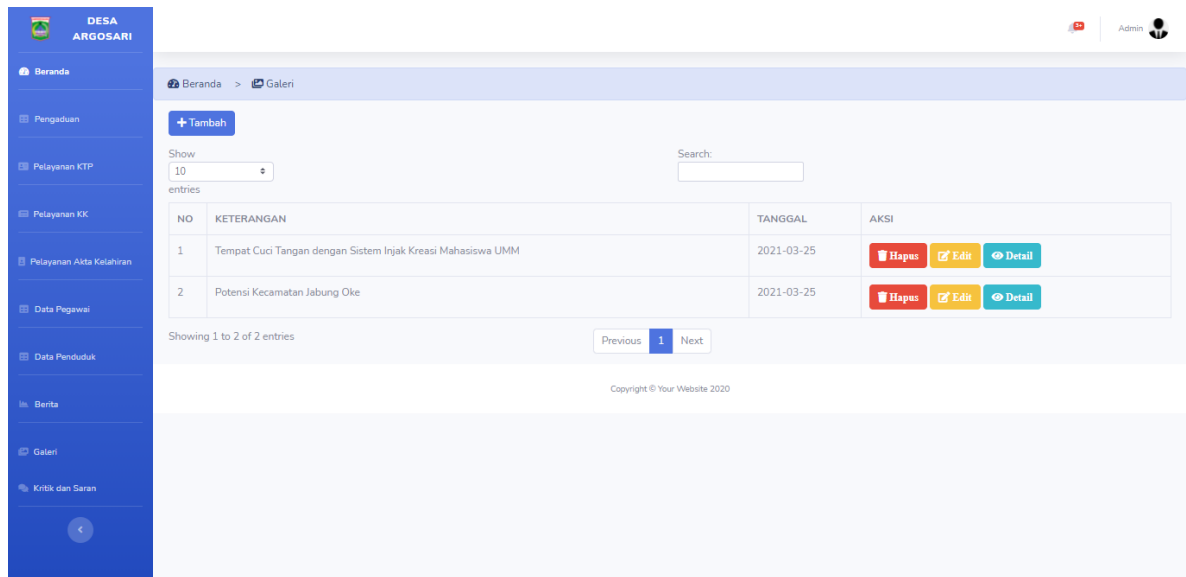 DESA
ARGOSARI
Beranda
Pengaduan
Pelayanan KTP
Pelayanan KK
Pelayanan Akta Kelahiran
Data Pegawai
Data Penduduk
Berita
Galeri
Kritik dan Saran
3+
Admin
Beranda > Galeri
+ Tambah
Show
10
entries
Search:
NO KETERANGAN TANGGAL AKSI
1 Tempat Cuci Tangan dengan Sistem Injak Kreasi Mahasiswa UMM 2021-03-25 Hapus Edit Detail
2 Potensi Kecamatan Jabung Oke 2021-03-25 Hapus Edit Detail
Showing 1 to 2 of 2 entries
Previous 1 Next
Copyright © Your Website 2020